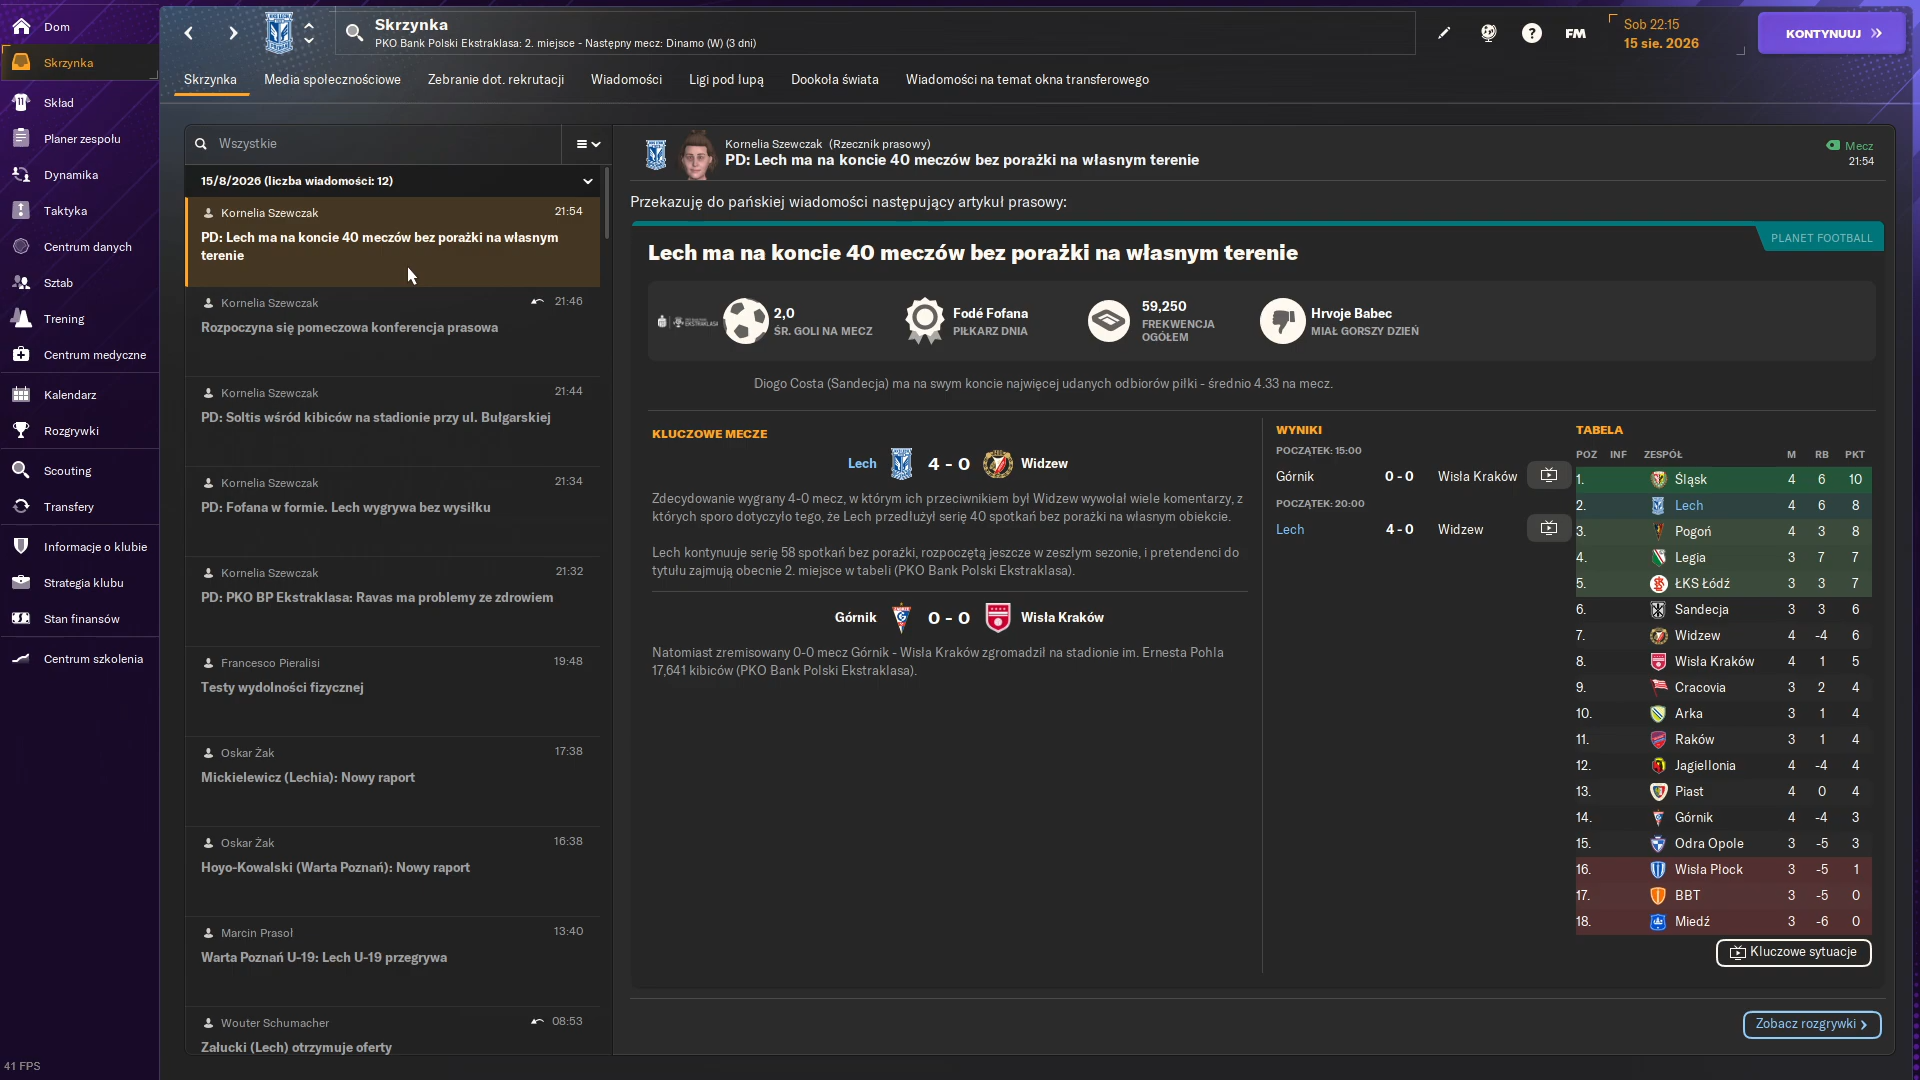 Dom
Skrzynka
Skład
Planer zespołu
Dynamika
Taktyka
Centrum danych
Sztab
Trening
Centrum medyczne
Kalendarz
Rozgrywki
Scouting
Transfery
Informacje o klubie
Strategia klubu
Stan finansów
Centrum szkolenia
41 FPS
Skrzynka
PKO Bank Polski Ekstraklasa: 2. miejsce - Następny mecz: Dinamo (W) (3 dni)
FM
Sob 22:15
15 sie. 2026
KONTYNUUJ
Skrzynka Media społecznościowe Zebranie dot. rekrutacji Wiadomości Ligi pod lupą Dookoła świata Wiadomości na temat okna transferowego
Wszystkie
15/8/2026 (liczba wiadomości: 12)
Kornelia Szewczak 21:54
PD: Lech ma na koncie 40 meczów bez porażki na własnym
terenie
Kornelia Szewczak 21:46
Rozpoczyna się pomeczowa konferencja prasowa
Kornelia Szewczak 21:44
PD: Soltis wśród kibiców na stadionie przy ul. Bułgarskiej
Kornelia Szewczak 21:34
PD: Fofana w formie. Lech wygrywa bez wysiłku
Kornelia Szewczak 21:32
PD: PKO BP Ekstraklasa: Ravas ma problemy ze zdrowiem
Francesco Pieralisi 19:48
Testy wydolności fizycznej
Oskar Żak 17:38
Mickielewicz (Lechia): Nowy raport
Oskar Żak 16:38
Hoyo-Kowalski (Warta Poznań): Nowy raport
Marcin Prasoł 13:40
Warta Poznań U-19: Lech U-19 przegrywa
Wouter Schumacher 08:53
Załucki (Lech) otrzymuje oferty
Kornelia Szewczak (Rzecznik prasowy)
PD: Lech ma na koncie 40 meczów bez porażki na własnym terenie
Mecz
21:54
Przekazuję do pańskiej wiadomości następujący artykuł prasowy:
PLANET FOOTBALL
Lech ma na koncie 40 meczów bez porażki na własnym terenie
2,0
ŚR. GOLI NA MECZ
Fodé Fofana
PIŁKARZ DNIA
59,250
FREKWENCJA
OGÓŁEM
Hrvoje Babec
MIAŁ GORSZY DZIEŃ
Diogo Costa (Sandecja) ma na swym koncie najwięcej udanych odbiorów piłki - średnio 4.33 na mecz.
KLUCZOWE MECZE
Lech 4 - 0 Widzew
Zdecydowanie wygrany 4-0 mecz, w którym ich przeciwnikiem był Widzew wywołał wiele komentarzy, z
których sporo dotyczyło tego, że Lech przedłużył serię 40 spotkań bez porażki na własnym obiekcie.
Lech kontynuuje serię 58 spotkań bez porażki, rozpoczętą jeszcze w zeszłym sezonie, i pretendenci do
tytułu zajmują obecnie 2. miejsce w tabeli (PKO Bank Polski Ekstraklasa).
Górnik 0 - 0 Wisła Kraków
Natomiast zremisowany 0-0 mecz Górnik - Wisła Kraków zgromadził na stadionie im. Ernesta Pohla
17,641 kibiców (PKO Bank Polski Ekstraklasa).
WYNIKI
POCZĄTEK: 15:00
Górnik 0 - 0 Wisła Kraków
POCZĄTEK: 20:00
Lech 4 - 0 Widzew
TABELA
POZ INF ZESPÓŁ M RB PKT
1. Śląsk 4 6 10
2. Lech 4 6 8
3. Pogoń 4 3 8
4. Legia 3 7 7
5. ŁKS Łódź 3 3 7
6. Sandecja 3 3 6
7. Widzew 4 -4 6
8. Wisła Kraków 4 1 5
9. Cracovia 3 2 4
10. Arka 3 1 4
11. Raków 3 1 4
12. Jagiellonia 4 -4 4
13. Piast 4 0 4
14. Górnik 4 -4 3
15. Odra Opole 3 -5 3
16. Wisła Płock 3 -5 1
17. BBT 3 -5 0
18. Miedź 3 -6 0
Kluczowe sytuacje
Zobacz rozgrywki